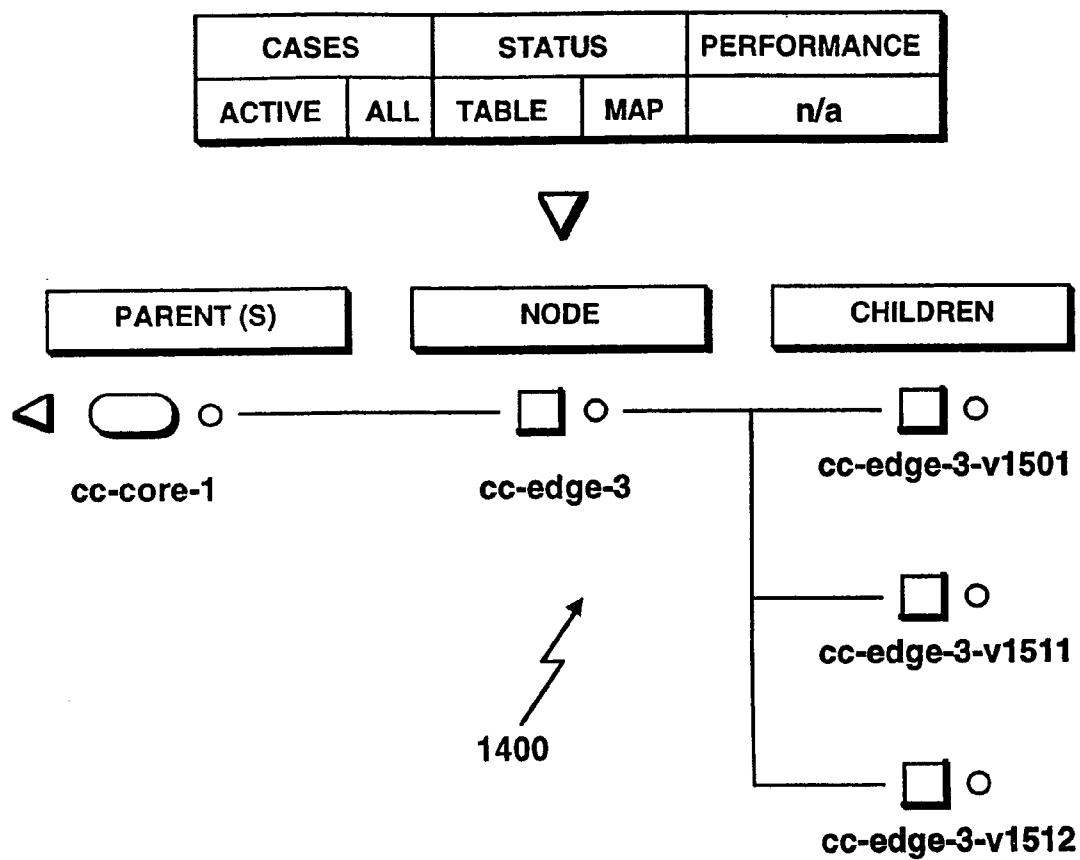 CASES STATUS PERFORMANCE
ACTIVE ALL TABLE MAP n/a
PARENT (S) NODE CHILDREN
cc-core-1 cc-edge-3 cc-edge-3-v1501
cc-edge-3-v1511
1400
cc-edge-3-v1512